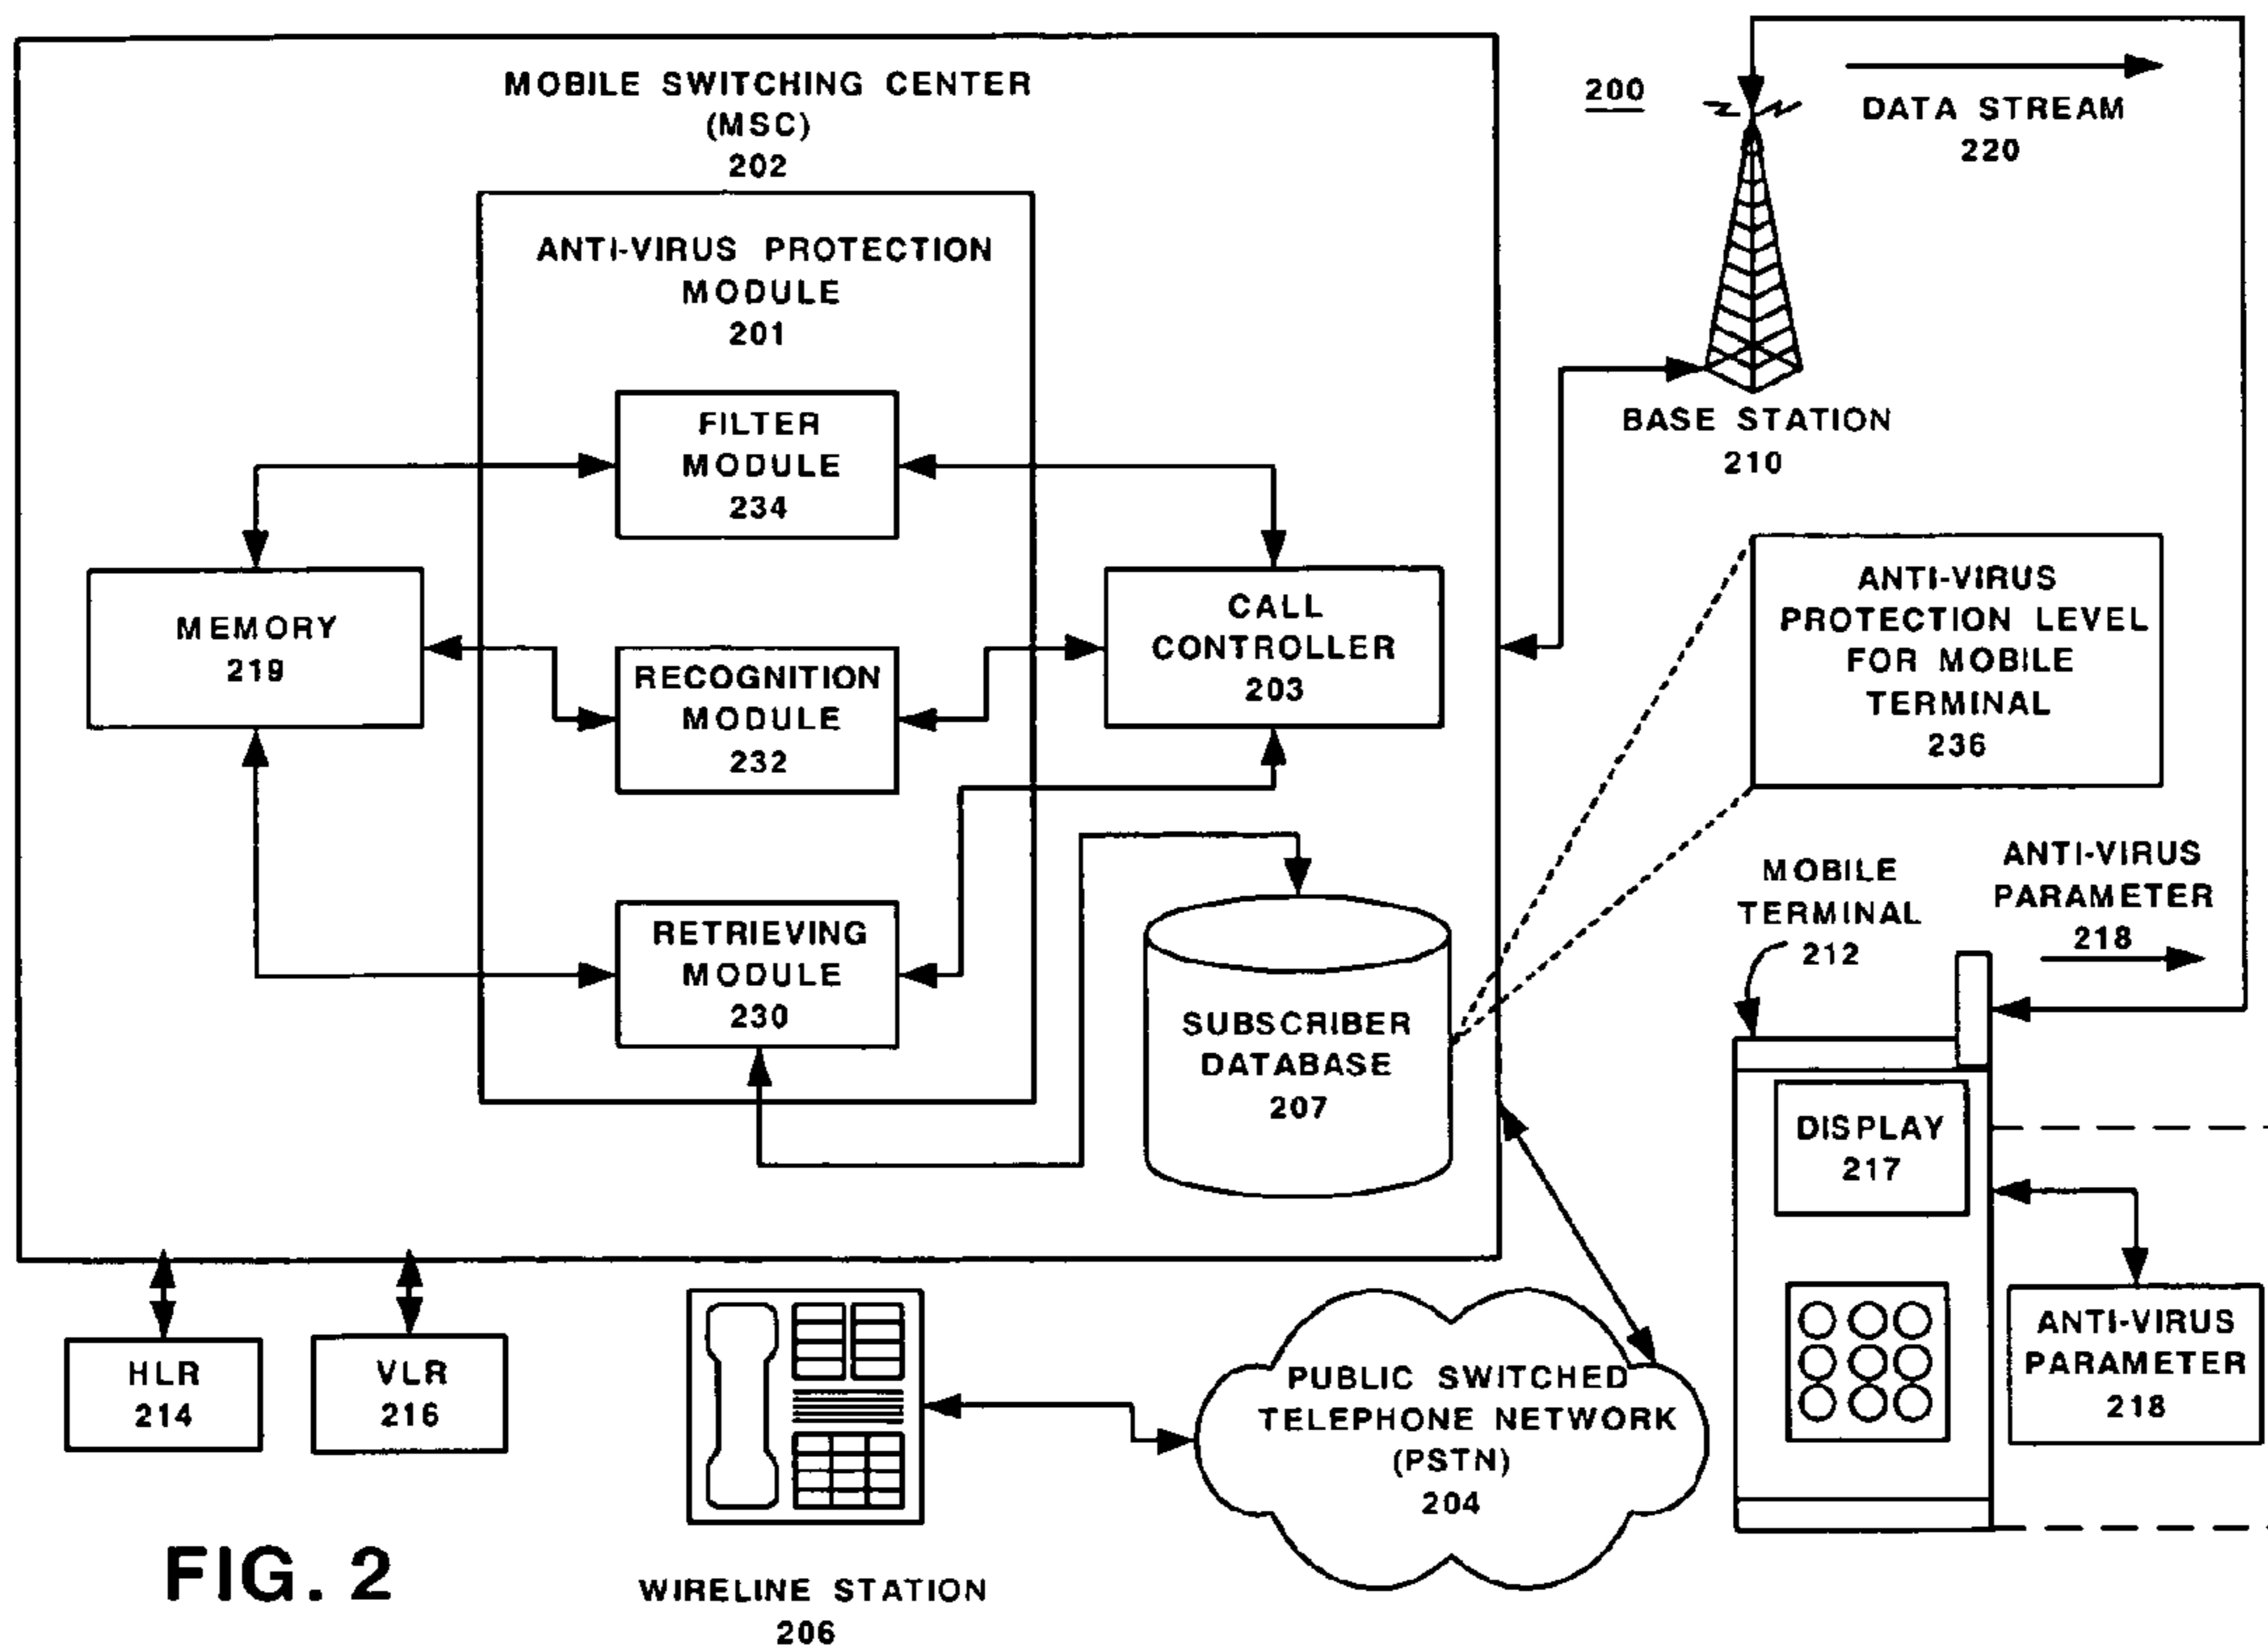 MOBILE SWITCHING CENTER
(MSC)
202
ANTI-VIRUS PROTECTION
MODULE
201
FILTER
MODULE
234
MEMORY
219
RECOGNITION
MODULE
232
CALL
CONTROLLER
203
RETRIEVING
MODULE
230
SUBSCRIBER
DATABASE
207
200
DATA STREAM
220
BASE STATION
210
ANTI-VIRUS
PROTECTION LEVEL
FOR MOBILE
TERMINAL
236
MOBILE
TERMINAL
212
ANTI-VIRUS
PARAMETER
218
DISPLAY
217
ANTI-VIRUS
PARAMETER
218
HLR
214
VLR
216
PUBLIC SWITCHED
TELEPHONE NETWORK
(PSTN)
204
WIRELINE STATION
206
FIG. 2